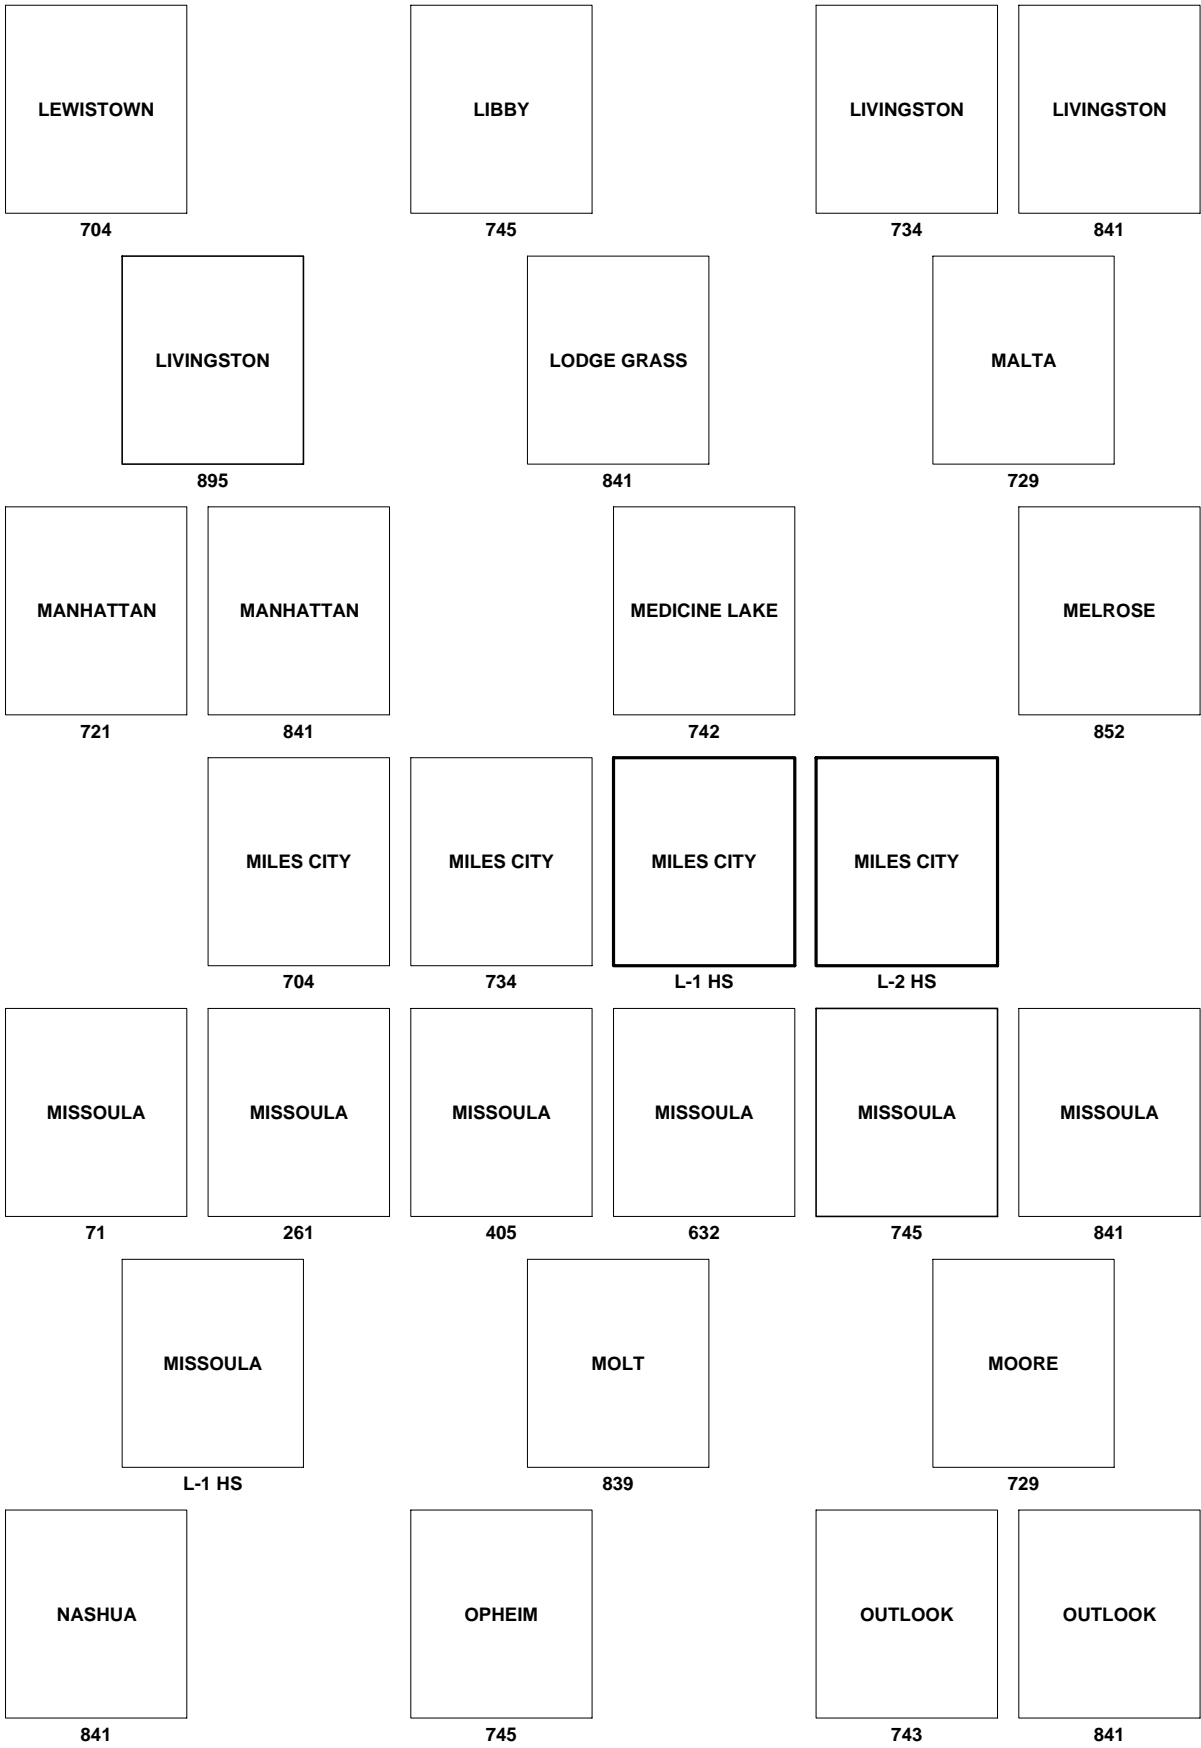 LEWISTOWN LIBBY LIVINGSTON LIVINGSTON
704 745 734 841
LIVINGSTON LODGE GRASS MALTA
895 841 729
MANHATTAN MANHATTAN MEDICINE LAKE MELROSE
721 841 742 852
MILES CITY MILES CITY MILES CITY MILES CITY
704 734 L-1 HS L-2 HS
MISSOULA MISSOULA MISSOULA MISSOULA MISSOULA MISSOULA
71 261 405 632 745 841
MISSOULA MOLT MOORE
L-1 HS 839 729
NASHUA OPHEIM OUTLOOK OUTLOOK
841 745 743 841